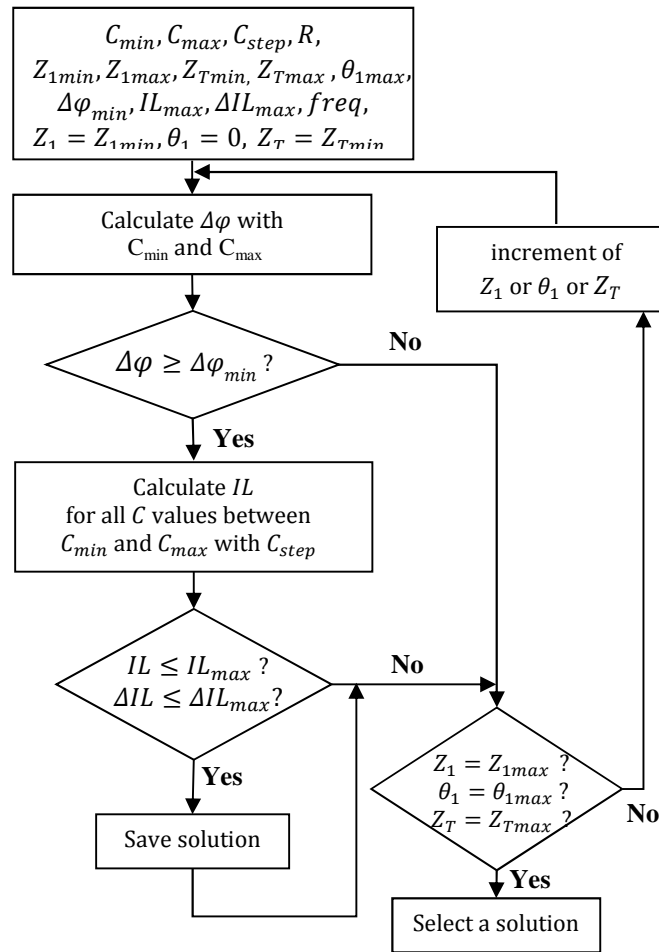 C_min, C_max, C_step, R,
Z_1min, Z_1max, Z_Tmin, Z_Tmax, θ_1max,
Δφ_min, IL_max, ΔIL_max, freq,
Z_1 = Z_1min, θ_1 = 0, Z_T = Z_Tmin
Calculate Δφ with
C_min and C_max
increment of
Z_1 or θ_1 or Z_T
Δφ ≥ Δφ_min ?
No
Yes
Calculate IL
for all C values between
C_min and C_max with C_step
IL ≤ IL_max ?
ΔIL ≤ ΔIL_max?
No
Yes
Save solution
Z_1 = Z_1max ?
θ_1 = θ_1max ?
Z_T = Z_Tmax ?
No
Yes
Select a solution